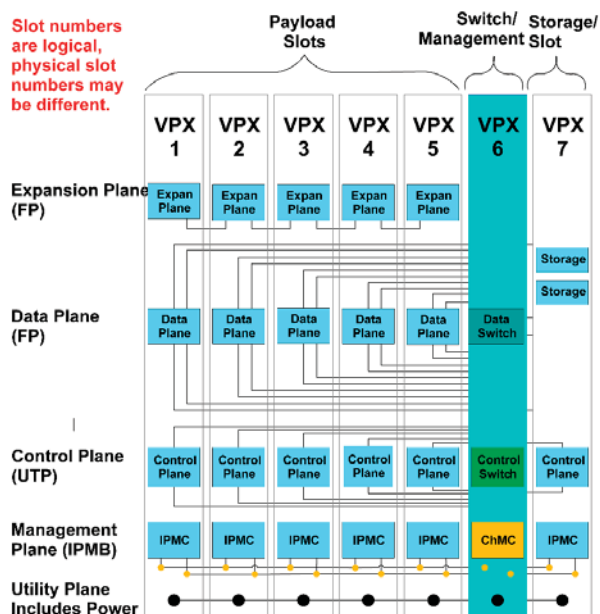 Slot numbers
are logical,
physical slot
numbers may
be different.
Payload
Slots
Switch/
Management
Storage/
Slot
VPX
1
VPX
2
VPX
3
VPX
4
VPX
5
VPX
6
VPX
7
Expansion Plane
(FP)
Expan
Plane
Expan
Plane
Expan
Plane
Expan
Plane
Expan
Plane
Storage
Storage
Data Plane
(FP)
Data
Plane
Data
Plane
Data
Plane
Data
Plane
Data
Plane
Data
Switch
Control Plane
(UTP)
Control
Plane
Control
Plane
Control
Plane
Control
Plane
Control
Plane
Control
Switch
Control
Plane
Management
Plane (IPMB)
IPMC
IPMC
IPMC
IPMC
IPMC
ChMC
IPMC
Utility Plane
Includes Power